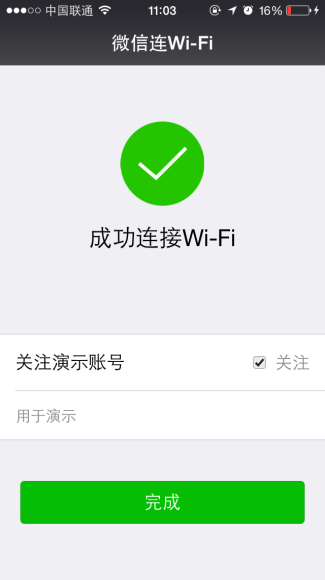 中国联通 11:03 16%
微信连Wi-Fi
成功连接Wi-Fi
关注演示账号 关注
用于演示
完成